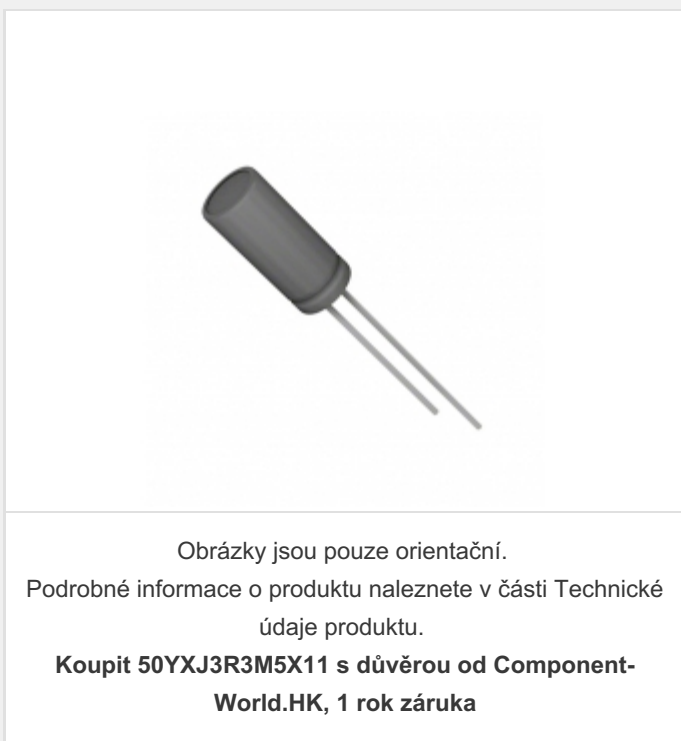 Obrázky jsou pouze orientační.
Podrobné informace o produktu naleznete v části Technické
údaje produktu.
Koupit 50YXJ3R3M5X11 s důvěrou od Component-
World.HK, 1 rok záruka